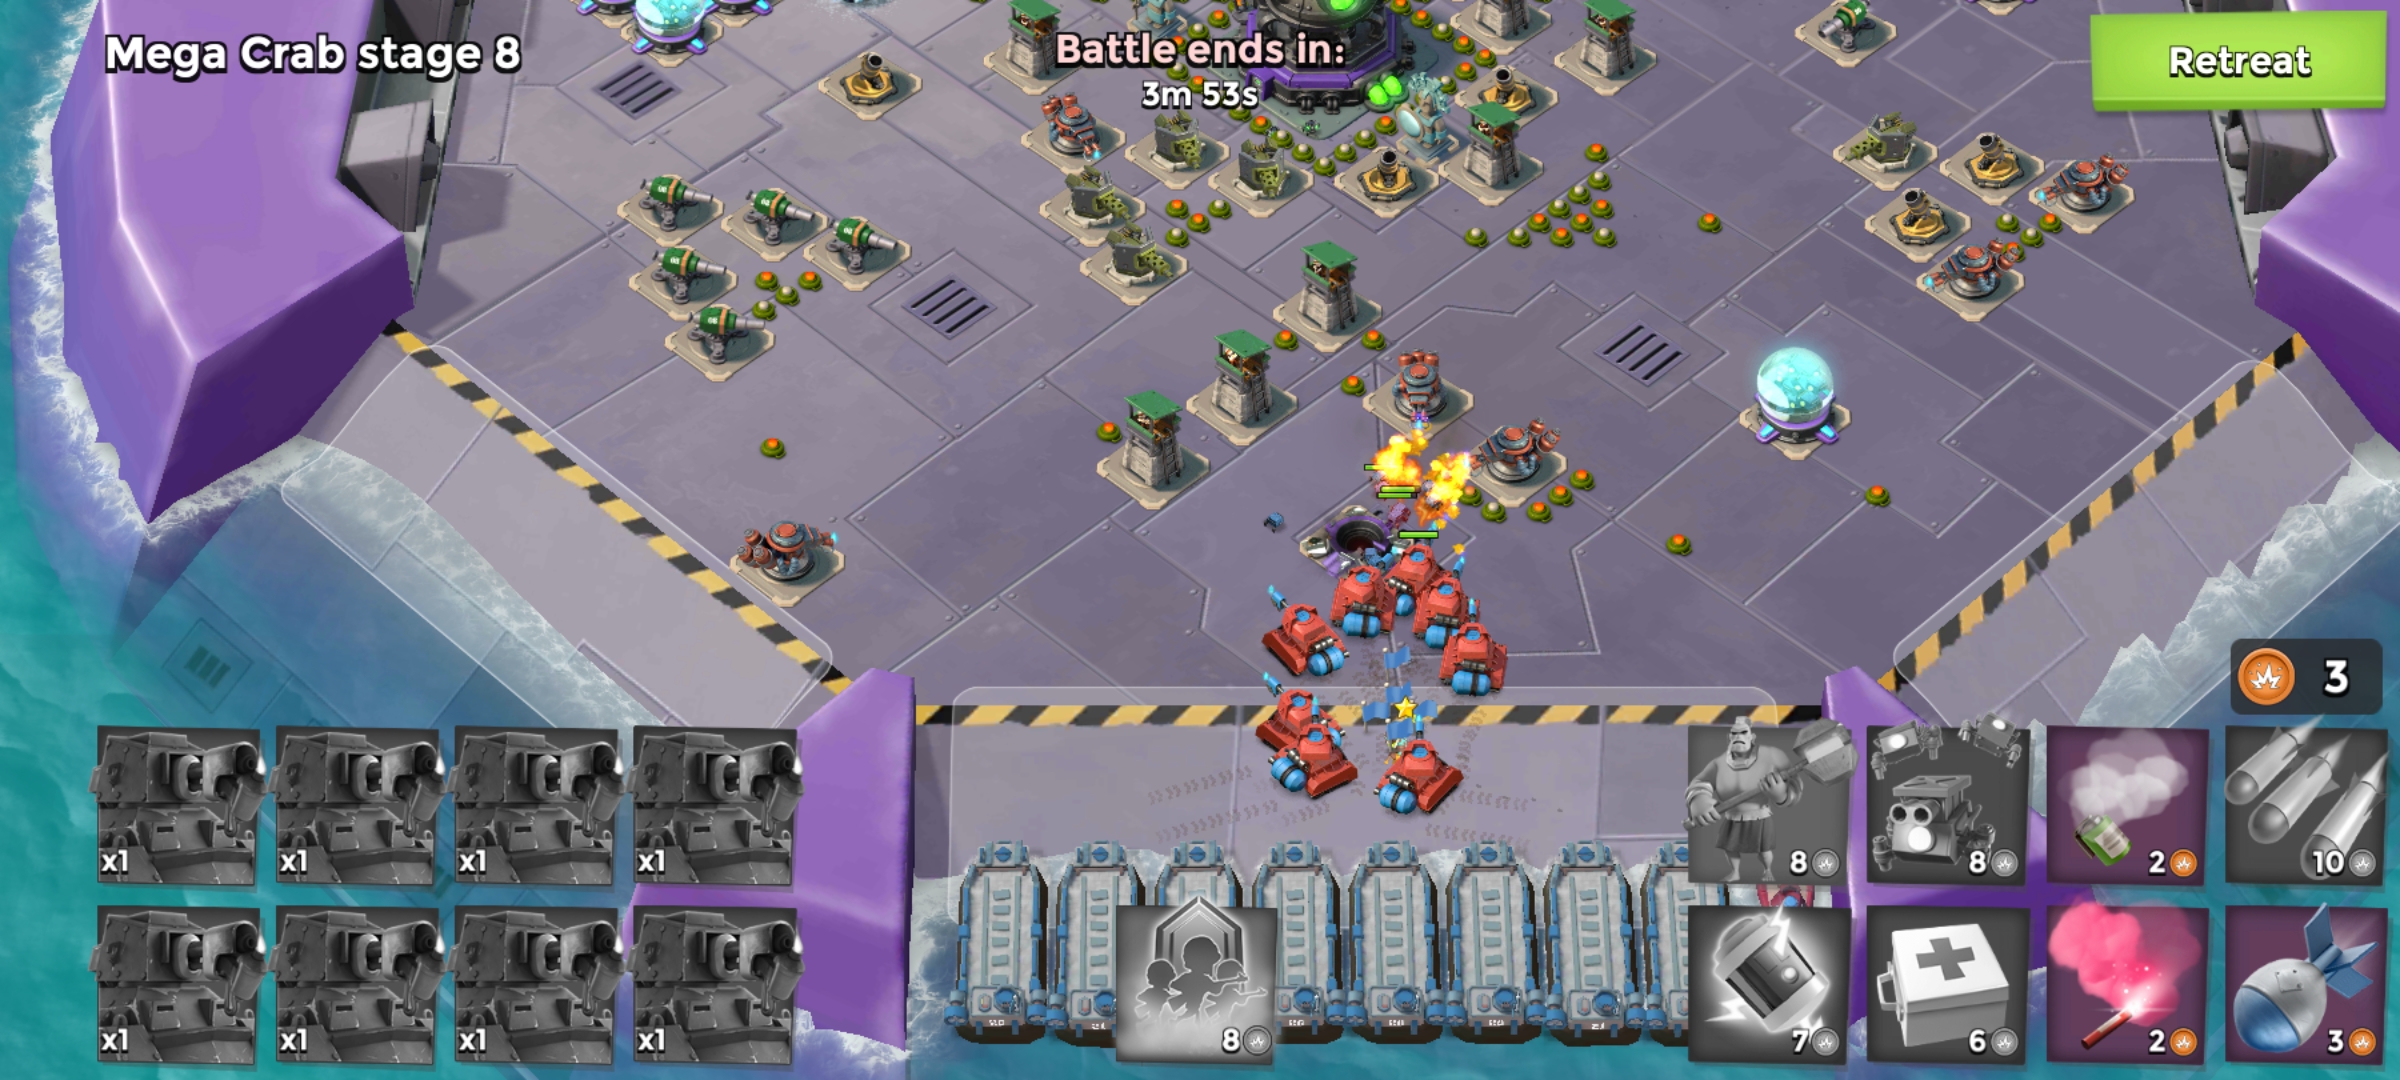 Mega Crab stage 8
Battle ends in:
3m 53s
Retreat
3
x1
x1
x1
x1
8
8
2
10
x1
x1
x1
x1
8
7
6
2
3